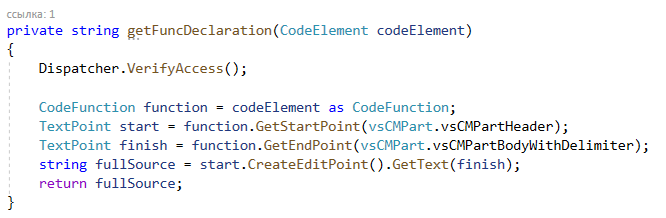 ссылка: 1
private string getFuncDeclaration(CodeElement codeElement)
{
    Dispatcher.VerifyAccess();
    CodeFunction function = codeElement as CodeFunction;
    TextPoint start = function.GetStartPoint(vsCMPart.vsCMPartHeader);
    TextPoint finish = function.GetEndPoint(vsCMPart.vsCMPartBodyWithDelimiter);
    string fullSource = start.CreateEditPoint().GetText(finish);
    return fullSource;
}